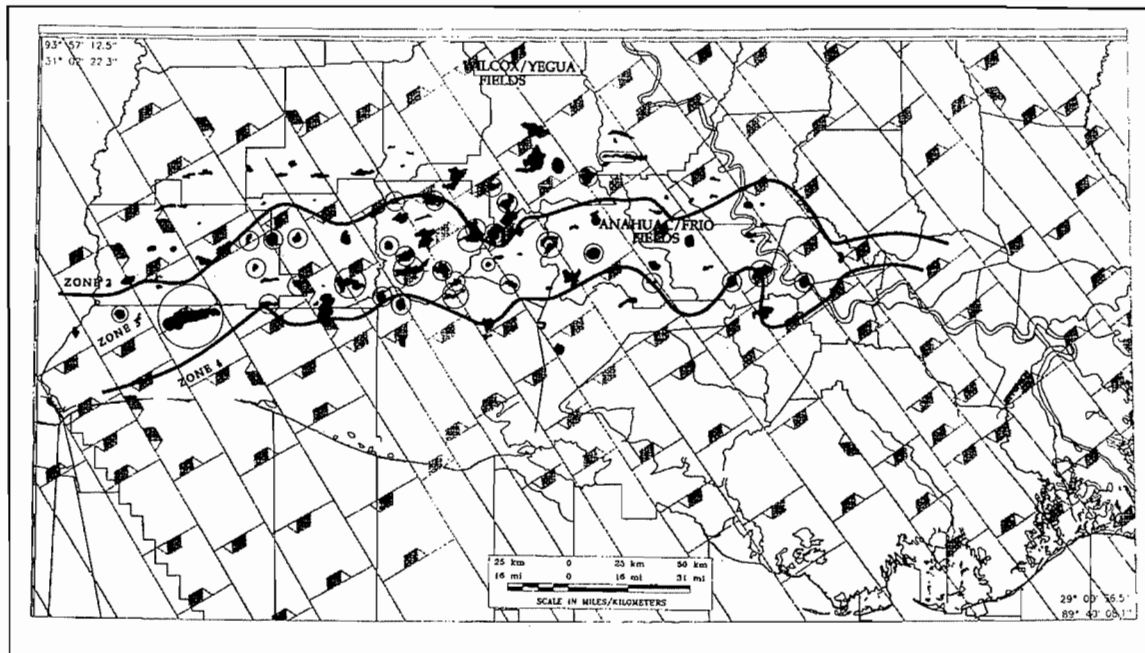 93° 57' 12.5"
31° 02' 22.3"
WILCOX/YEGUA
FIELDS
ANAHUAC/FRIO
FIELDS
ZONE 2
ZONE 3
ZONE 4
25 km 0 25 km 50 km
16 mi 0 16 mi 31 mi
SCALE IN MILES/KILOMETERS
29° 00' 56.5"
89° 40' 08.1"